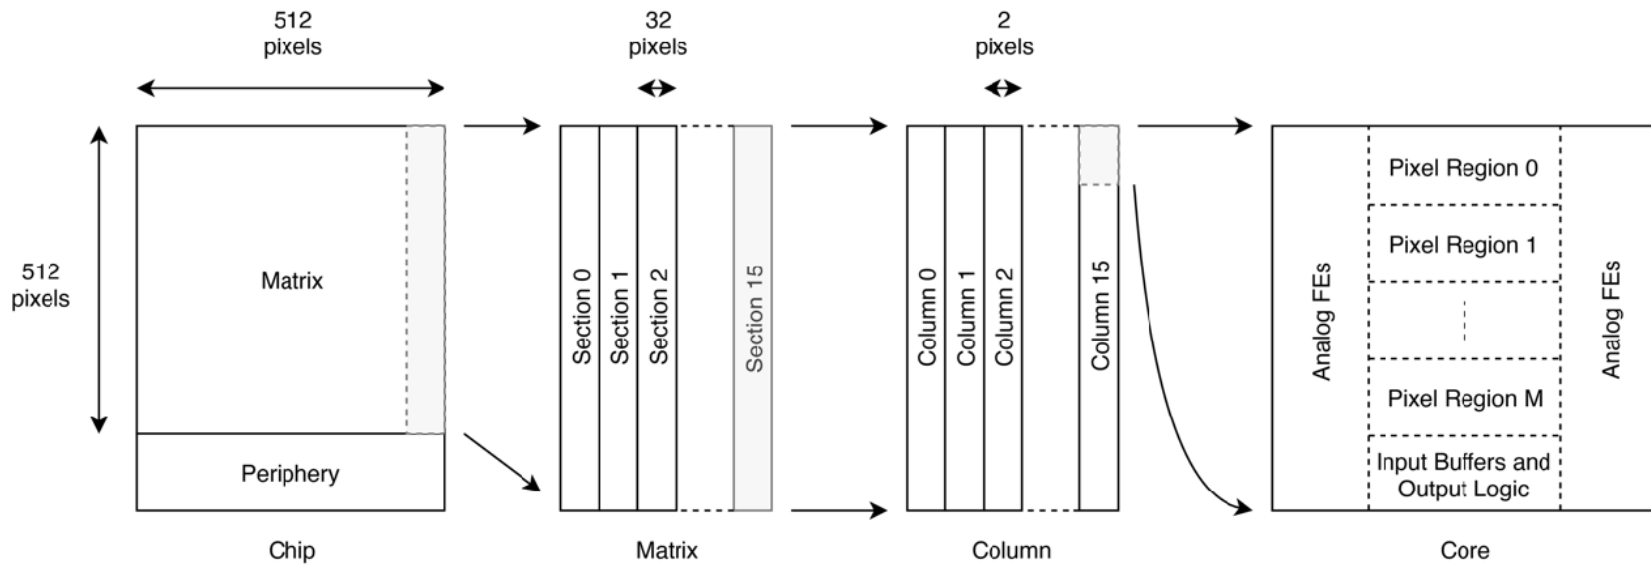 512
pixels
32
pixels
2
pixels
512
pixels
Matrix
Periphery
Chip
Section 0
Section 1
Section 2
Section 15
Matrix
Column 0
Column 1
Column 2
Column 15
Column
Analog FEs
Pixel Region 0
Pixel Region 1
Pixel Region M
Input Buffers and
Output Logic
Analog FEs
Core